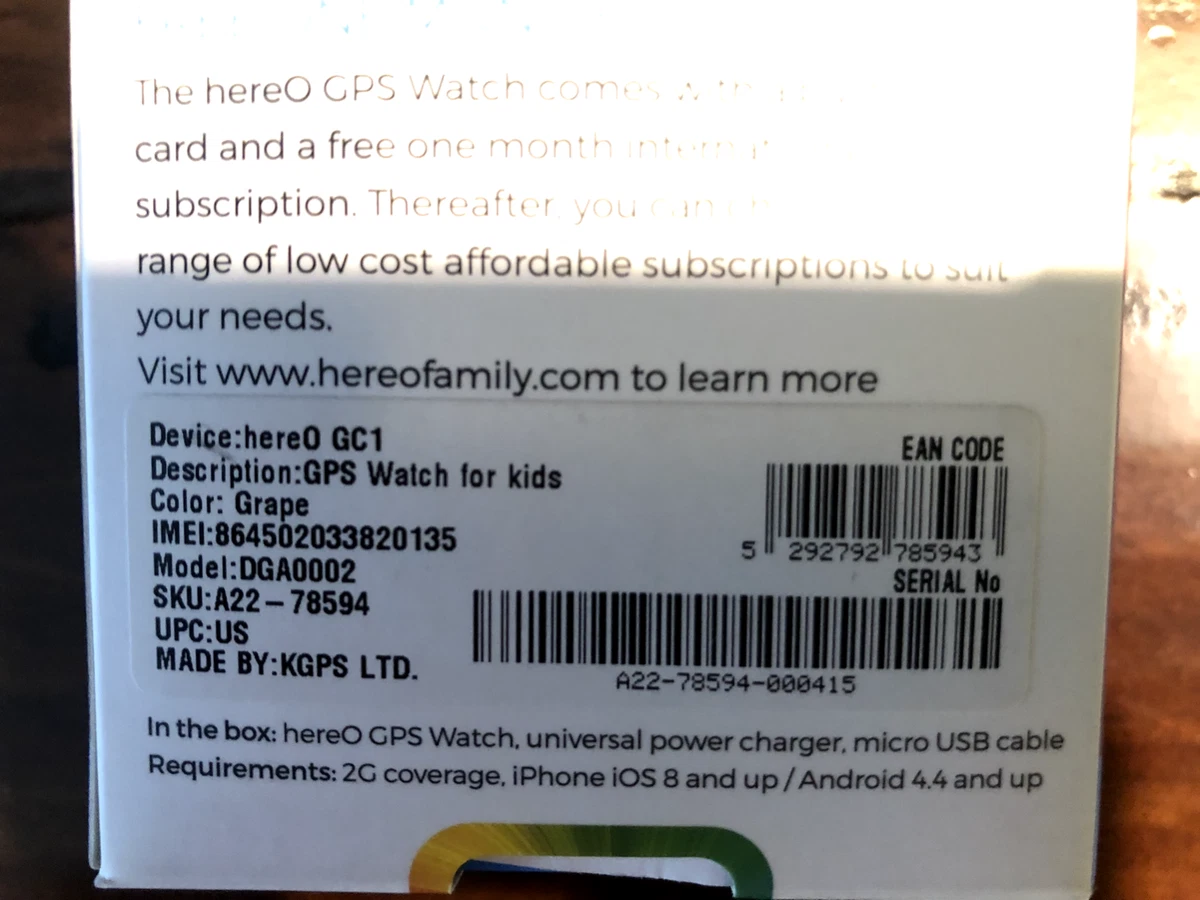 The hereO GPS Watch comes
card and a free one month
subscription. Thereafter, you can
range of low cost affordable subscriptions to suit
your needs.
Visit www.hereofamily.com to learn more
Device:hereO GC1
Description:GPS Watch for kids
Color: Grape
IMEI:864502033820135
Model:DGA0002
SKU:A22-78594
UPC:US
MADE BY:KGPS LTD.
EAN CODE
5 292792 785943
SERIAL No
A22-78594-000415
In the box: hereO GPS Watch, universal power charger, micro USB cable
Requirements: 2G coverage, iPhone iOS 8 and up / Android 4.4 and up